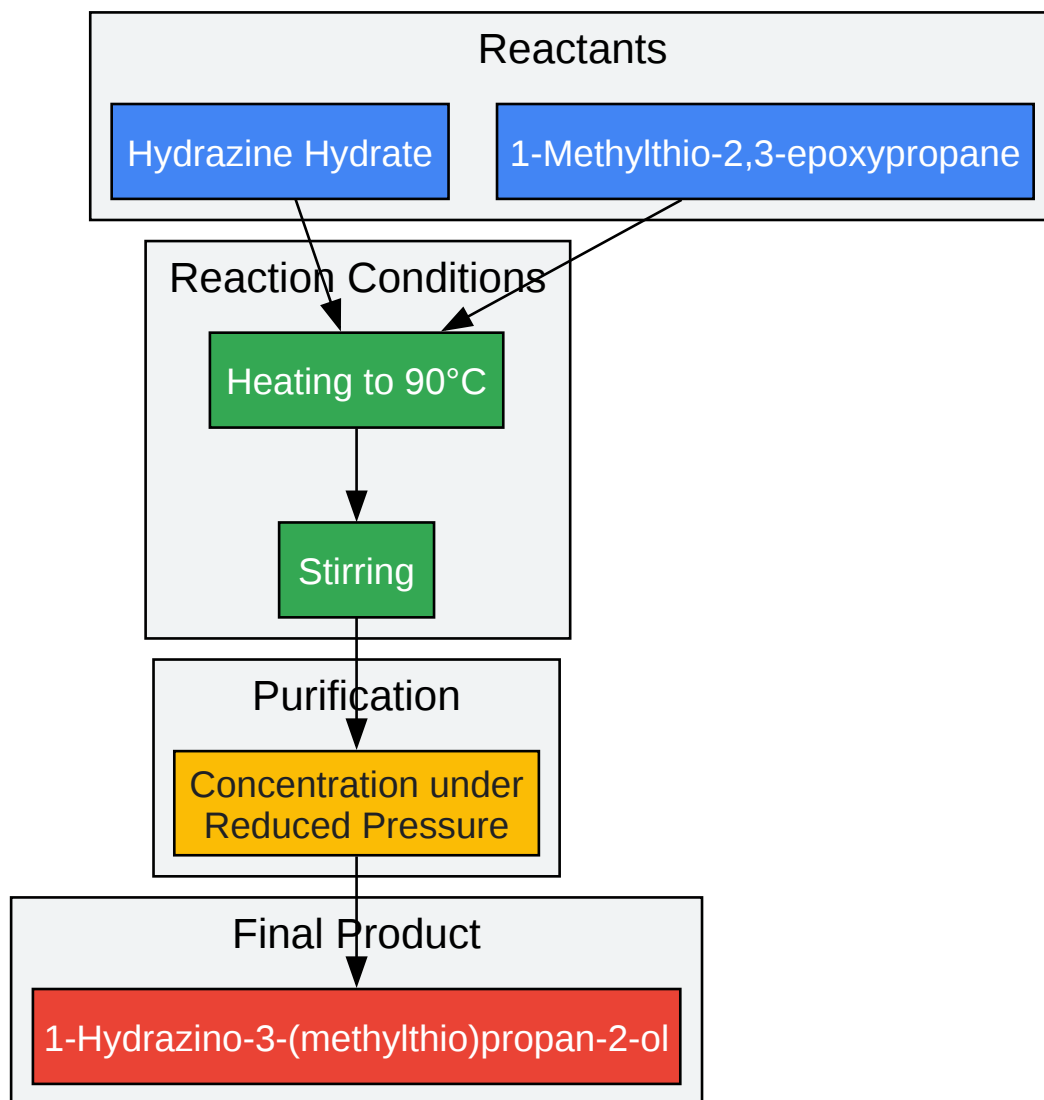 Reactants
Hydrazine Hydrate
1-Methylthio-2,3-epoxypropane
Reaction Conditions
Heating to 90°C
Stirring
Purification
Concentration under
Reduced Pressure
Final Product
1-Hydrazino-3-(methylthio)propan-2-ol